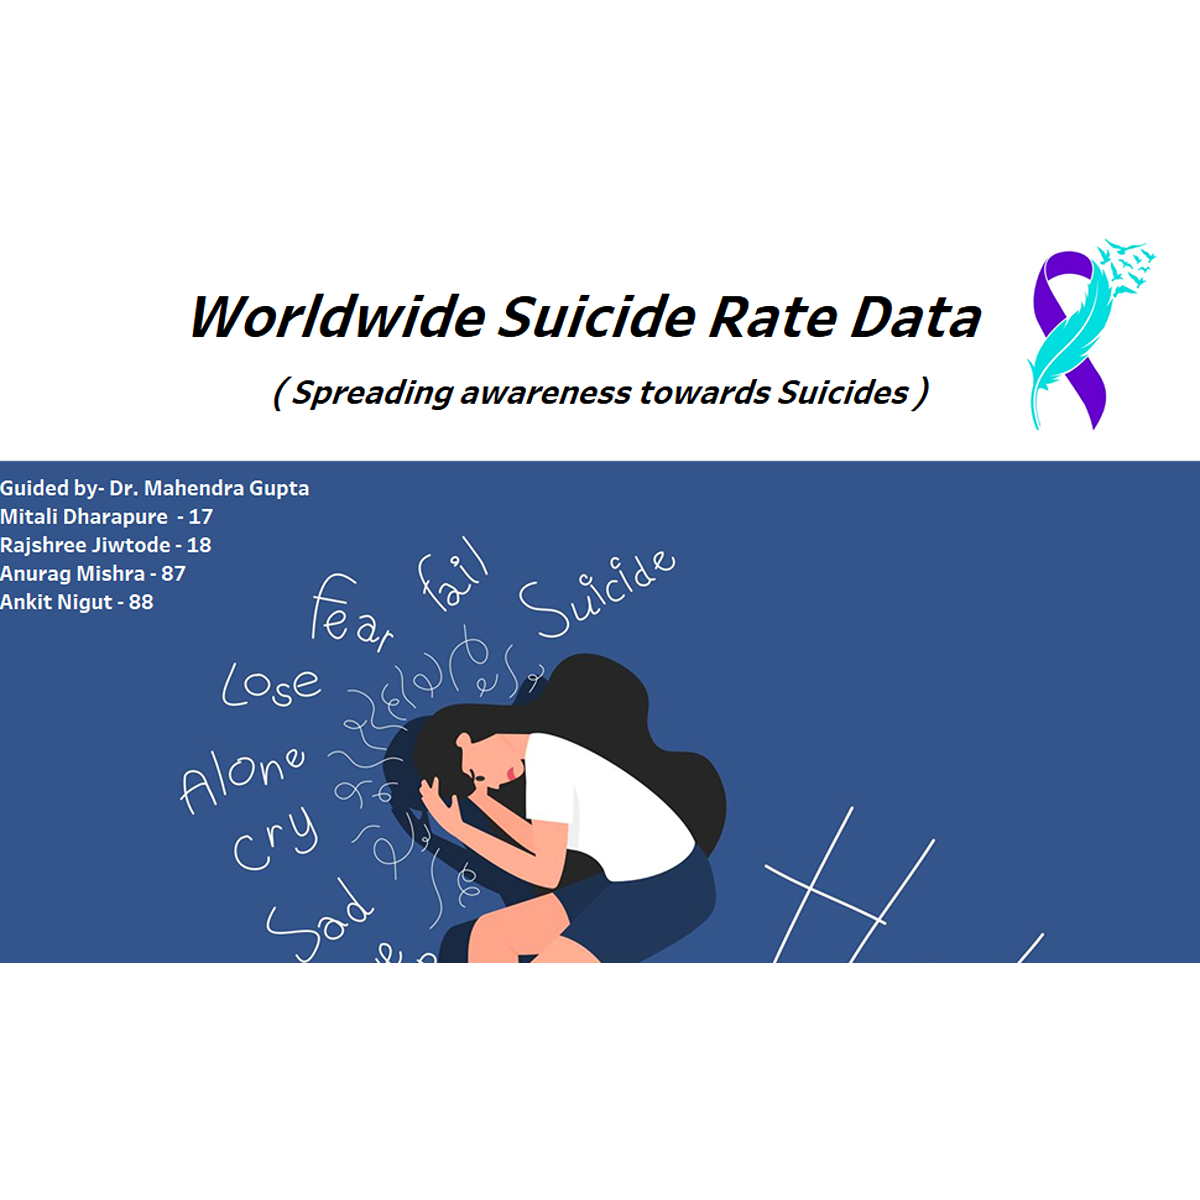 Worldwide Suicide Rate Data
( Spreading awareness towards Suicides )
Guided by- Dr. Mahendra Gupta
Mitali Dharapure - 17
Rajshree Jiwtode - 18
Anurag Mishra - 87
Ankit Nigut - 88
fail
Suicide
Fear
Lose
Alone
cry
Sad